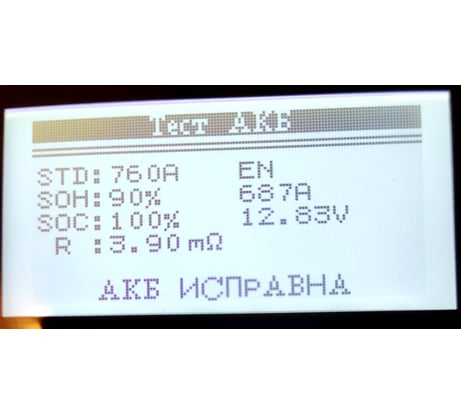 Тест АКБ
STD:760A EN
SOH:90% 687A
SOC:100% 12.83V
R :3.90mΩ
АКБ ИСПРАВНА